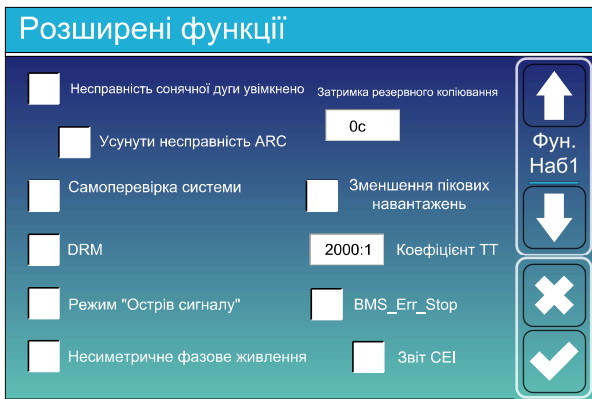 Розширені функції
Несправність сонячної дуги увімкнено
Затримка резервного копіювання
0с
Усунути несправність ARC
Самоперевірка системи
Зменшення пікових
навантажень
DRM
2000:1
Коефіцієнт ТТ
Режим "Острів сигналу"
BMS_Err_Stop
Несиметричне фазове живлення
Звіт CEI
Фун.
Наб1